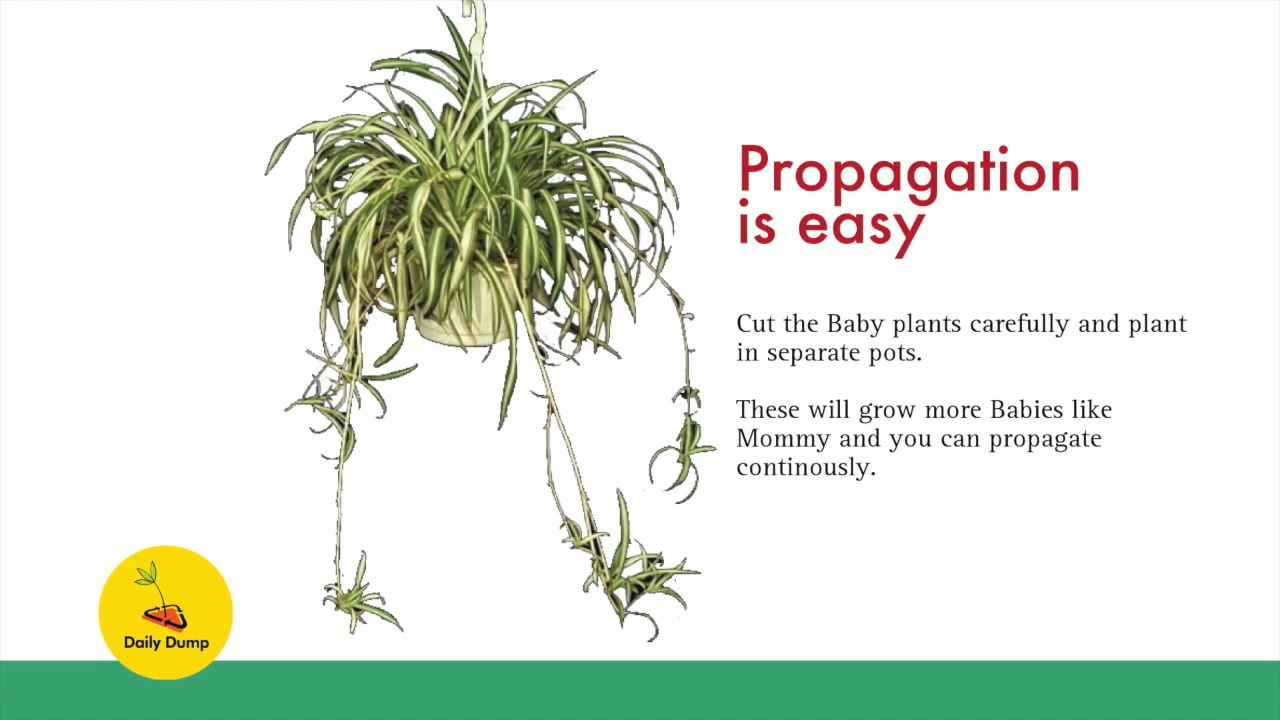 Propagation
is easy
Cut the Baby plants carefully and plant
in separate pots.
These will grow more Babies like
Mommy and you can propagate
continously.
Daily Dump